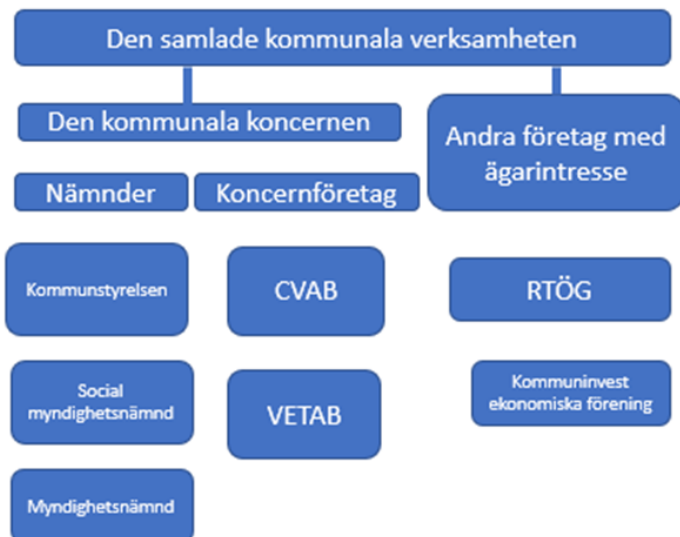 Den samlade kommunala verksamheten
Den kommunala koncernen
Andra företag med
ägarintresse
Nämnder
Koncernföretag
Kommunstyrelsen
CVAB
RTÖG
Social
myndighetsnämnd
VETAB
Kommuninvest
ekonomiska förening
Myndighetsnämnd